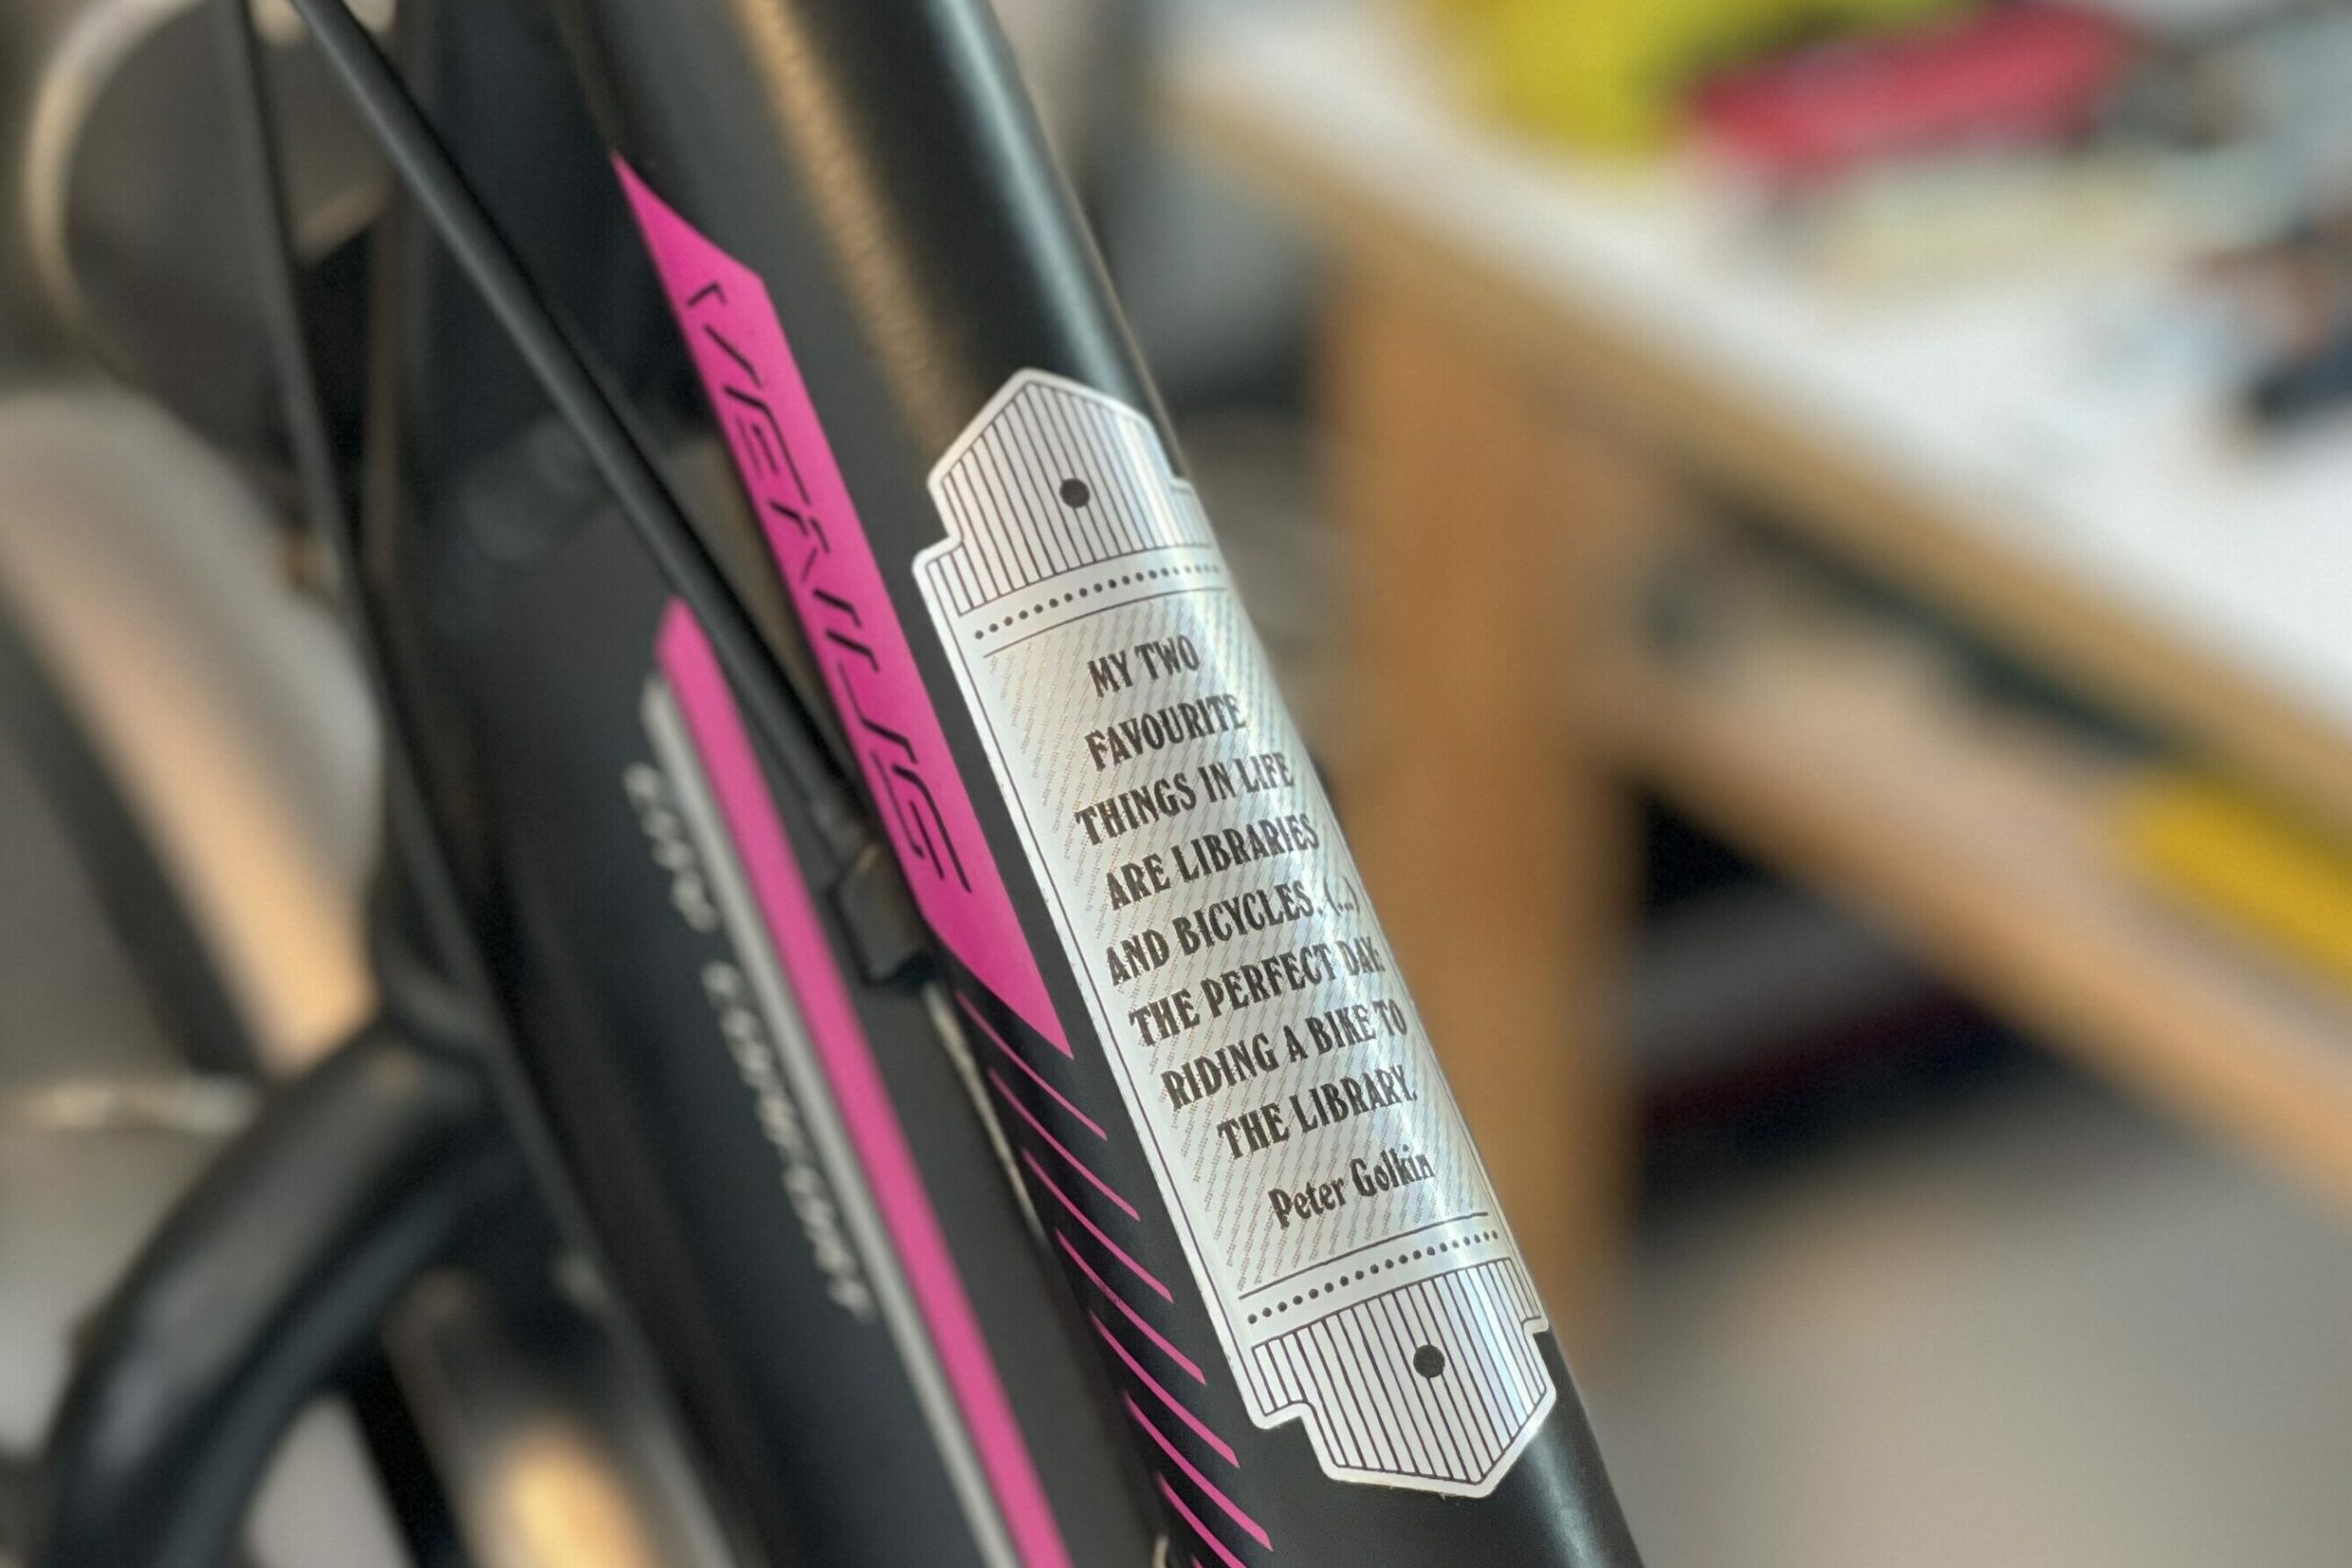 VENUS
MY TWO
FAVOURITE
THINGS IN LIFE
ARE LIBRARIES
AND BICYCLES. (...)
THE PERFECT DAY:
RIDING A BIKE TO
THE LIBRARY.
Peter Golkin